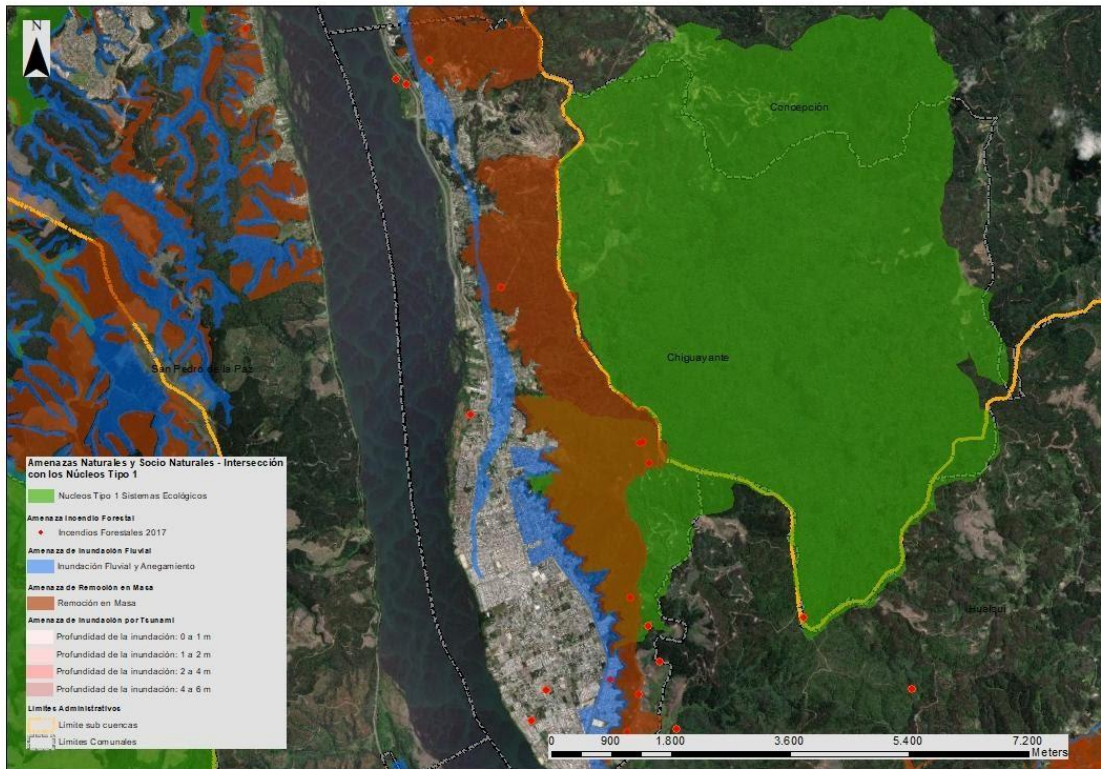 N
Concepción
Chiguayante
San Pedro de la Paz
Hualqui
Amenazas Naturales y Socio Naturales - Intersección
con los Núcleos Tipo 1
Nucleos Tipo 1 Sistemas Ecológicos
Amenaza Incendio Forestal
Incendios Forestales 2017
Amenaza de Inundación Fluvial
Inundación Fluvial y Anegamiento
Amenaza de Remoción en Masa
Remoción en Masa
Amenaza de Inundación por Tsunami
Profundidad de la inundación: 0 a 1 m
Profundidad de la inundación: 1 a 2 m
Profundidad de la inundación: 2 a 4 m
Profundidad de la inundación: 4 a 6 m
Límites Administrativos
Límite sub cuencas
Límites Comunales
0 900 1.800 3.600 5.400 7.200
Meters